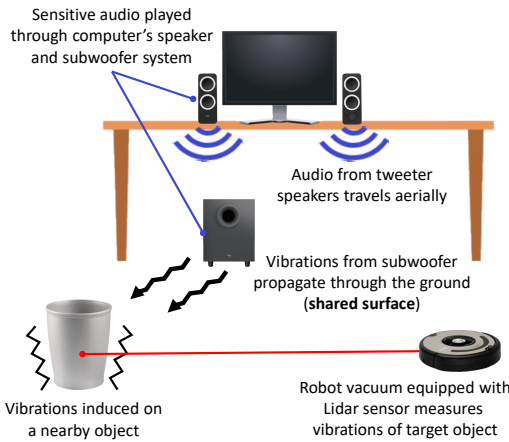 Sensitive audio played
through computer's speaker
and subwoofer system
Audio from tweeter
speakers travels aerially
Vibrations from subwoofer
propagate through the ground
(shared surface)
Vibrations induced on
a nearby object
Robot vacuum equipped with
Lidar sensor measures
vibrations of target object